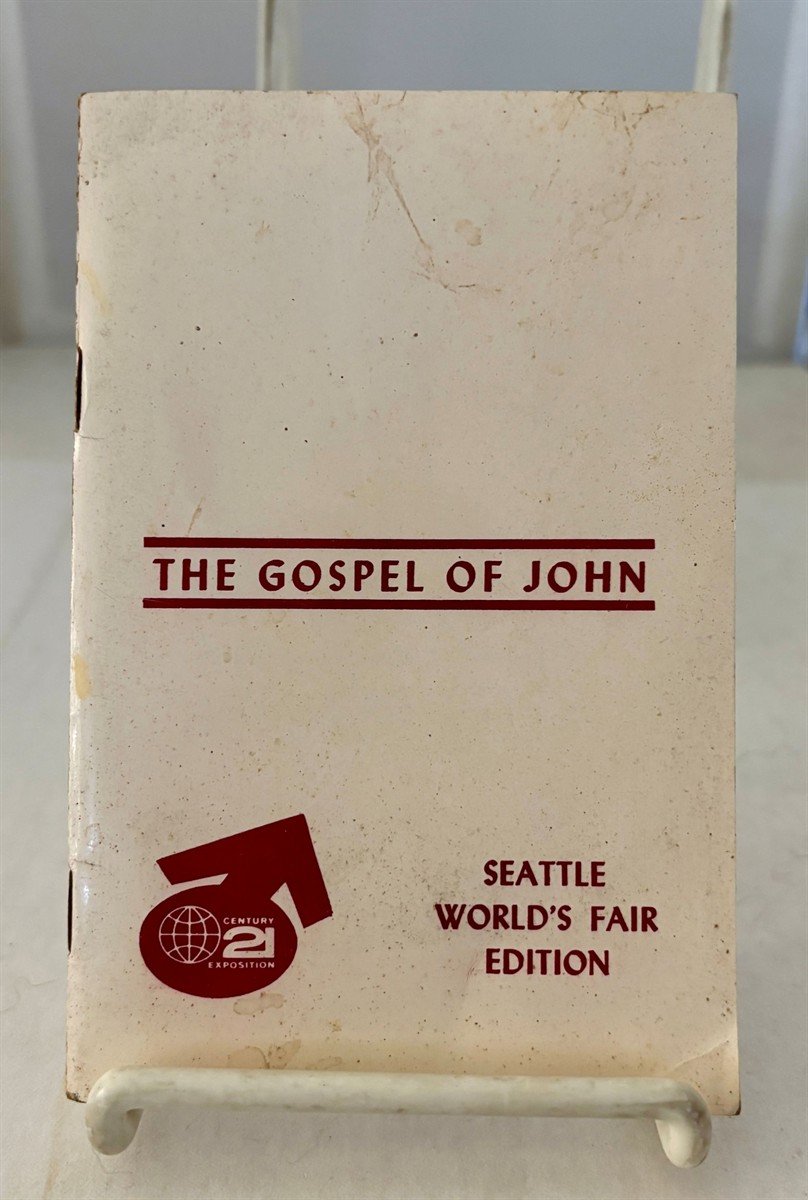 THE GOSPEL OF JOHN
CENTURY
21
EXPOSITION
SEATTLE
WORLD'S FAIR
EDITION